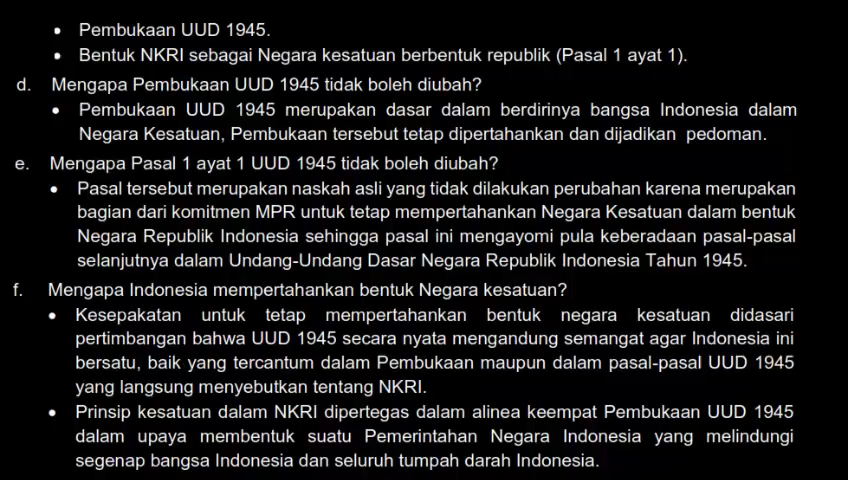 • Pembukaan UUD 1945.
• Bentuk NKRI sebagai Negara kesatuan berbentuk republik (Pasal 1 ayat 1).
d. Mengapa Pembukaan UUD 1945 tidak boleh diubah?
• Pembukaan UUD 1945 merupakan dasar dalam berdirinya bangsa Indonesia dalam
Negara Kesatuan, Pembukaan tersebut tetap dipertahankan dan dijadikan pedoman.
e. Mengapa Pasal 1 ayat 1 UUD 1945 tidak boleh diubah?
• Pasal tersebut merupakan naskah asli yang tidak dilakukan perubahan karena merupakan
bagian dari komitmen MPR untuk tetap mempertahankan Negara Kesatuan dalam bentuk
Negara Republik Indonesia sehingga pasal ini mengayomi pula keberadaan pasal-pasal
selanjutnya dalam Undang-Undang Dasar Negara Republik Indonesia Tahun 1945.
f. Mengapa Indonesia mempertahankan bentuk Negara kesatuan?
• Kesepakatan untuk tetap mempertahankan bentuk negara kesatuan didasari
pertimbangan bahwa UUD 1945 secara nyata mengandung semangat agar Indonesia ini
bersatu, baik yang tercantum dalam Pembukaan maupun dalam pasal-pasal UUD 1945
yang langsung menyebutkan tentang NKRI.
• Prinsip kesatuan dalam NKRI dipertegas dalam alinea keempat Pembukaan UUD 1945
dalam upaya membentuk suatu Pemerintahan Negara Indonesia yang melindungi
segenap bangsa Indonesia dan seluruh tumpah darah Indonesia.